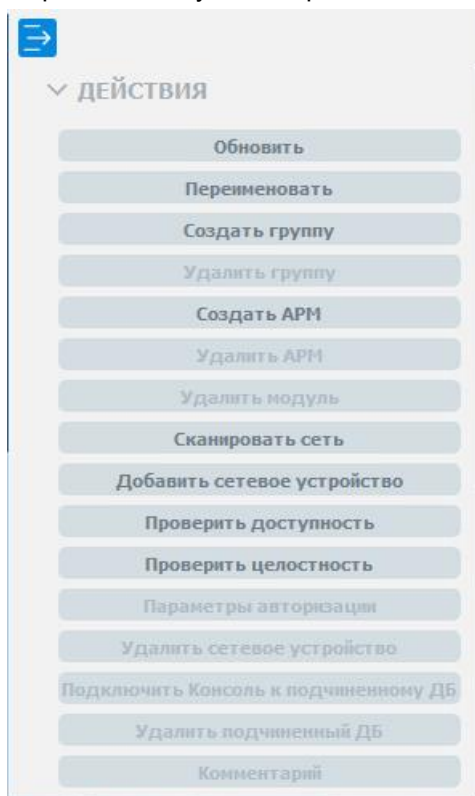 ДЕЙСТВИЯ
Обновить
Переименовать
Создать группу
Удалить группу
Создать АРМ
Удалить АРМ
Удалить модуль
Сканировать сеть
Добавить сетевое устройство
Проверить доступность
Проверить целостность
Параметры авторизации
Удалить сетевое устройство
Подключить Консоль к подчиненному ДБ
Удалить подчиненный ДБ
Комментарий